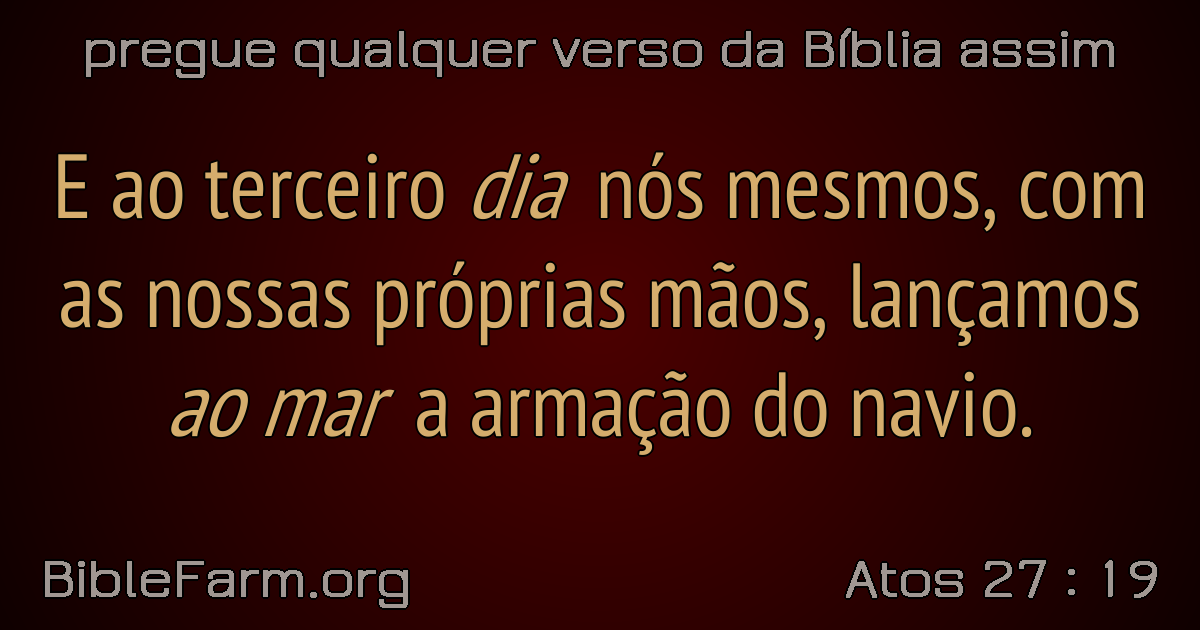 pregue qualquer verso da Bíblia assim
E ao terceiro dia nós mesmos, com
as nossas próprias mãos, lançamos
ao mar a armação do navio.
BibleFarm.org
Atos 27 : 19